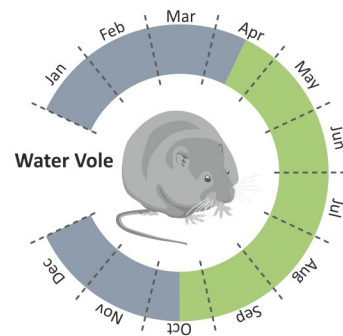 Jan
Feb
Mar
Apr
May
Jun
Jul
Aug
Sep
Oct
Nov
Dec
Water Vole